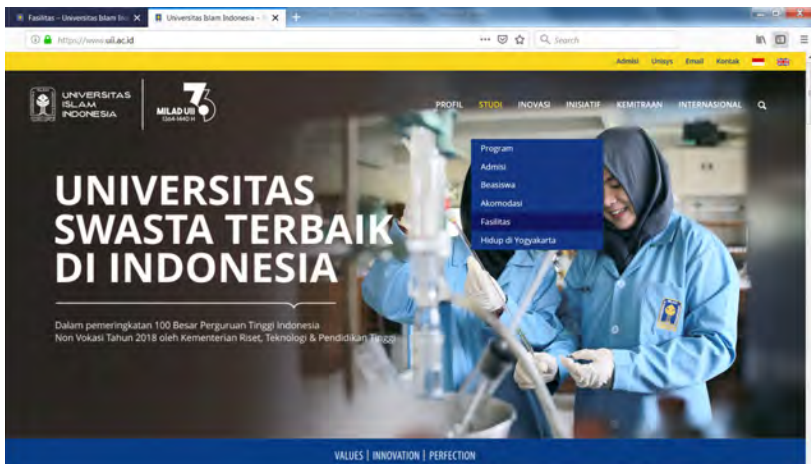 Fasilitas – Universitas Islam
Universitas Islam Indonesia –
https://www.uii.ac.id
Search
Admisi Unisys Email Kontak
UNIVERSITAS
ISLAM
INDONESIA
MILAD UII 73
1364-1440 H
PROFIL STUDI INOVASI INISIATIF KEMITRAAN INTERNASIONAL
Program
Admisi
Beasiswa
Akomodasi
Fasilitas
Hidup di Yogyakarta
UNIVERSITAS
SWASTA TERBAIK
DI INDONESIA
Dalam pemeringkatan 100 Besar Perguruan Tinggi Indonesia
Non Vokasi Tahun 2018 oleh Kementerian Riset, Teknologi & Pendidikan Tinggi
VALUES | INNOVATION | PERFECTION